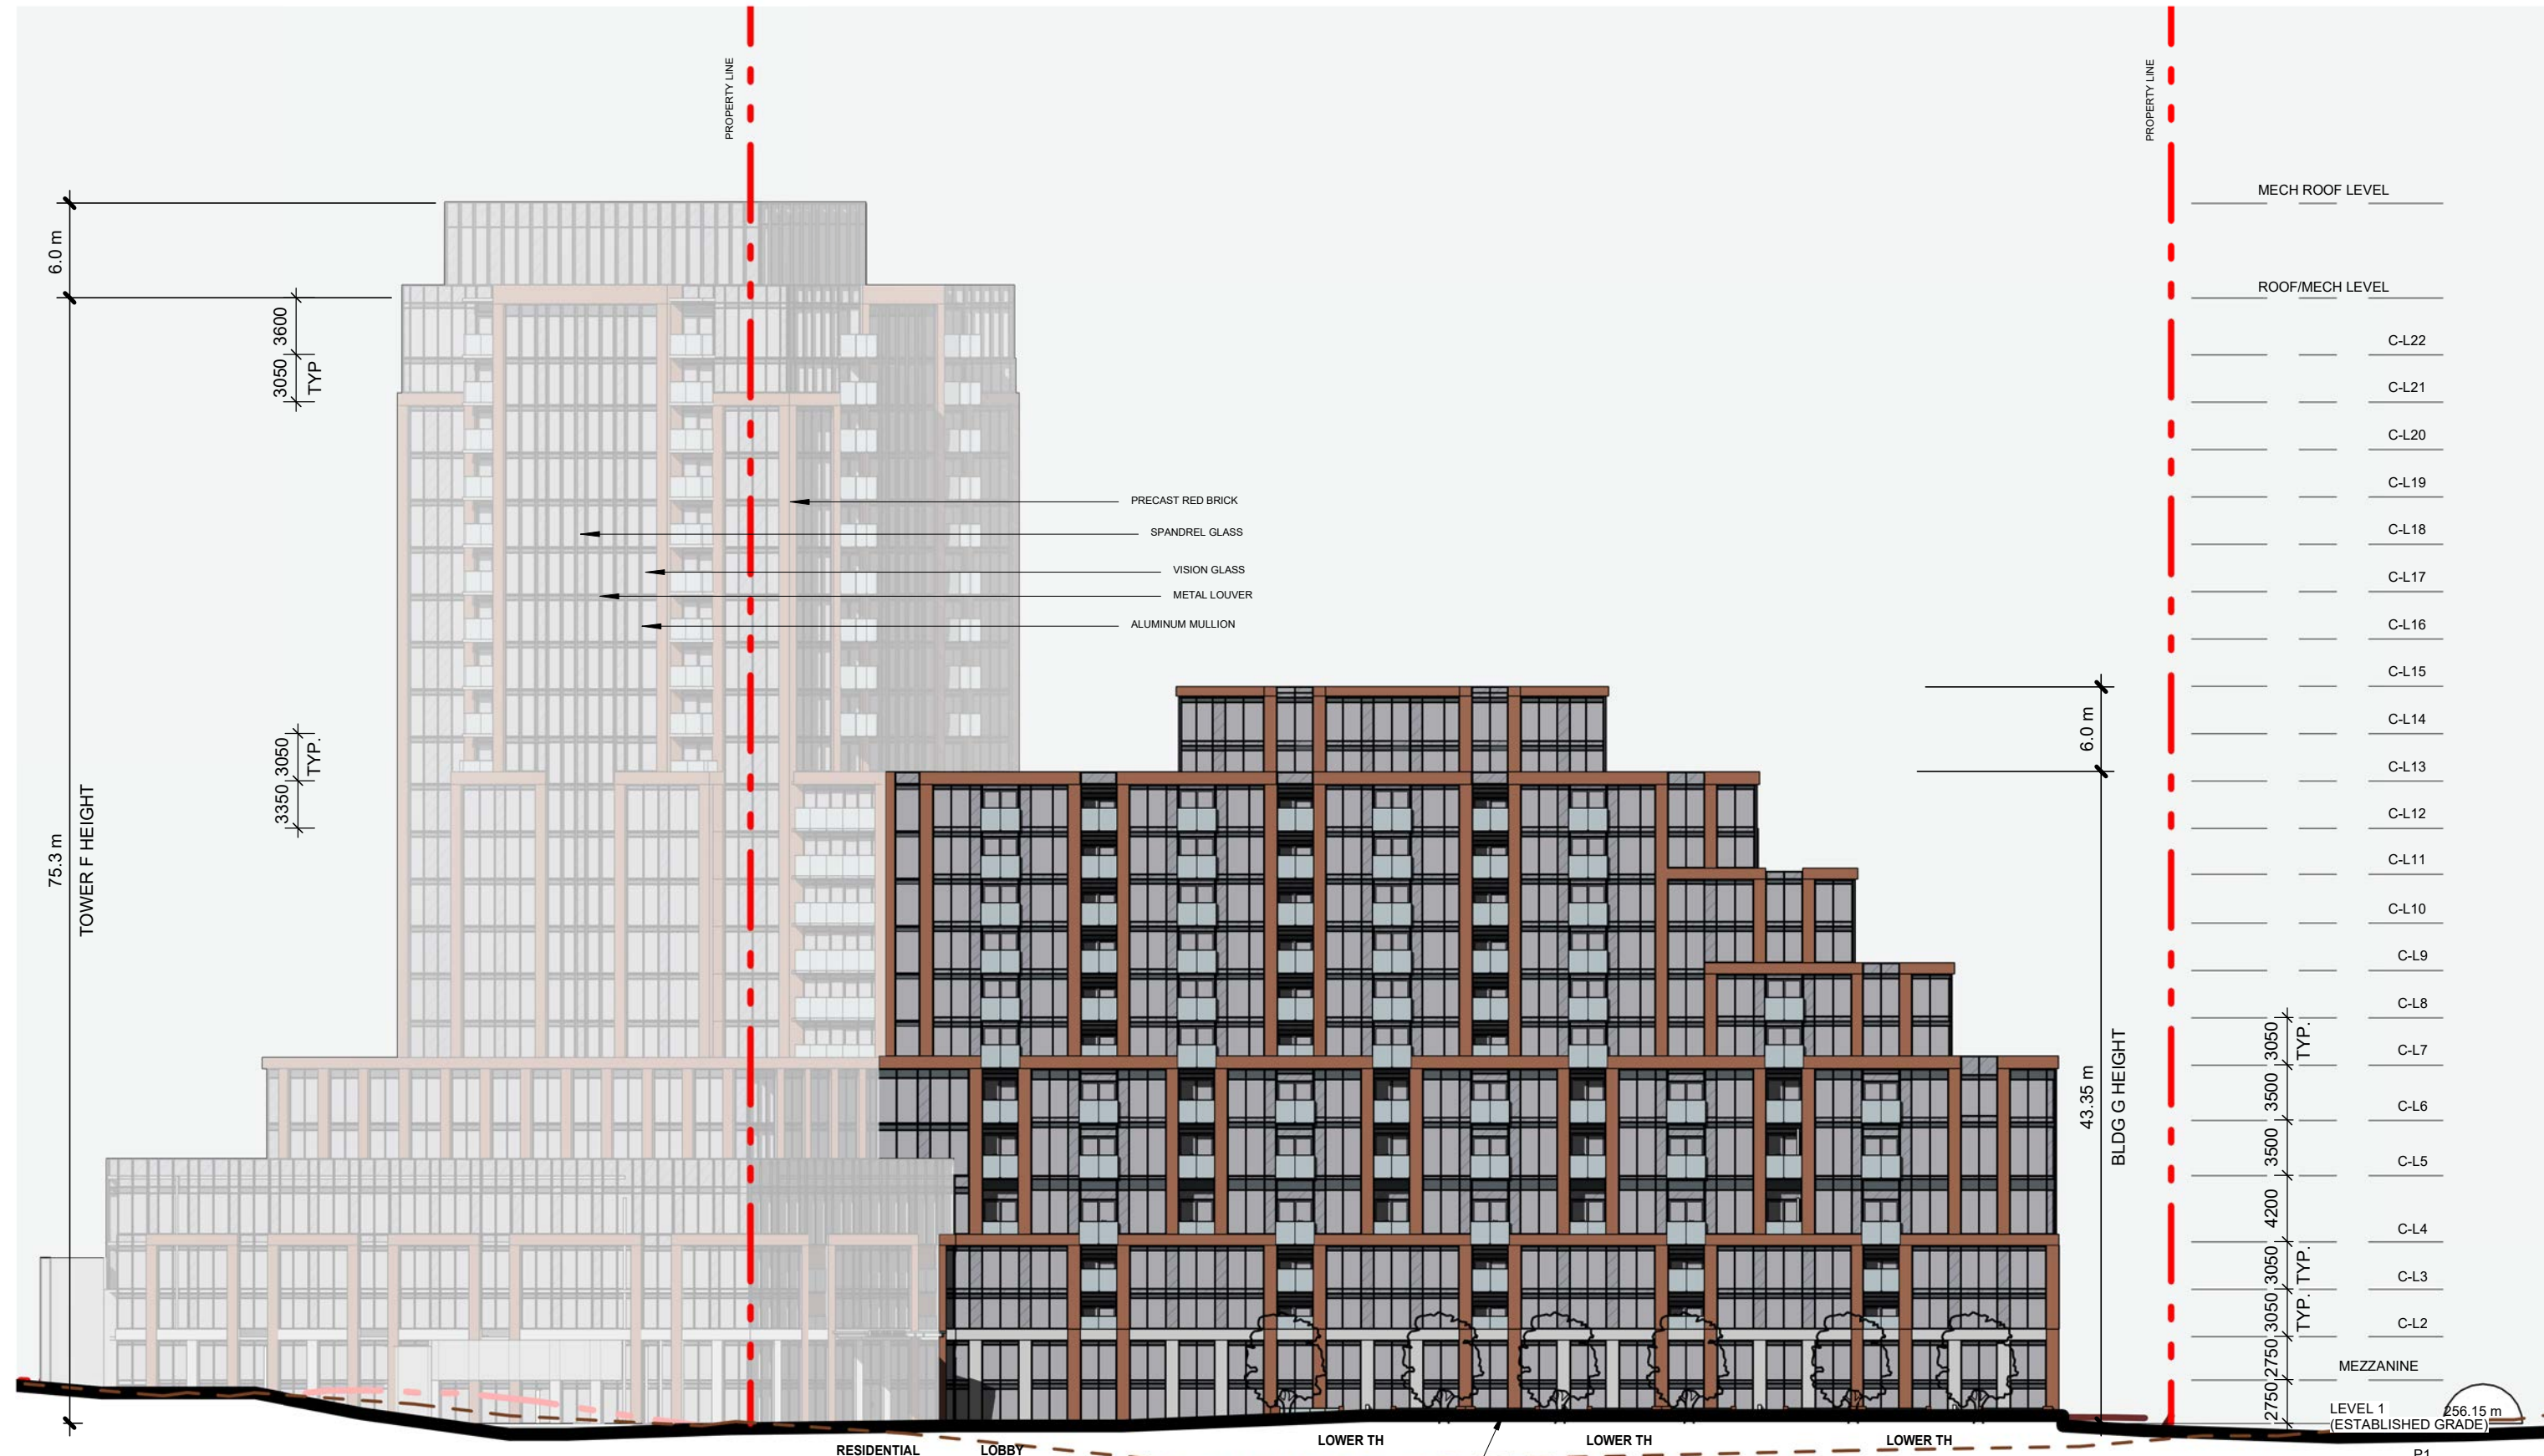 PROPERTY LINE
PROPERTY LINE
MECH ROOF LEVEL
6.0 m
ROOF/MECH LEVEL
3600
C-L22
3050
TYP
C-L21
C-L20
C-L19
PRECAST RED BRICK
SPANDREL GLASS
C-L18
VISION GLASS
C-L17
METAL LOUVER
ALUMINUM MULLION
C-L16
C-L15
6.0 m
C-L14
3050
TYP.
C-L13
3350
C-L12
75.3 m
TOWER F HEIGHT
C-L11
C-L10
C-L9
C-L8
3050
TYP.
C-L7
43.35 m
BLDG G HEIGHT
3500
C-L6
3500
C-L5
4200
C-L4
3050
TYP.
C-L3
3050
TYP.
C-L2
2750
MEZZANINE
2750
LEVEL 1
(ESTABLISHED GRADE)
256.15 m
RESIDENTIAL
LOBBY
LOWER TH
LOWER TH
LOWER TH
P1